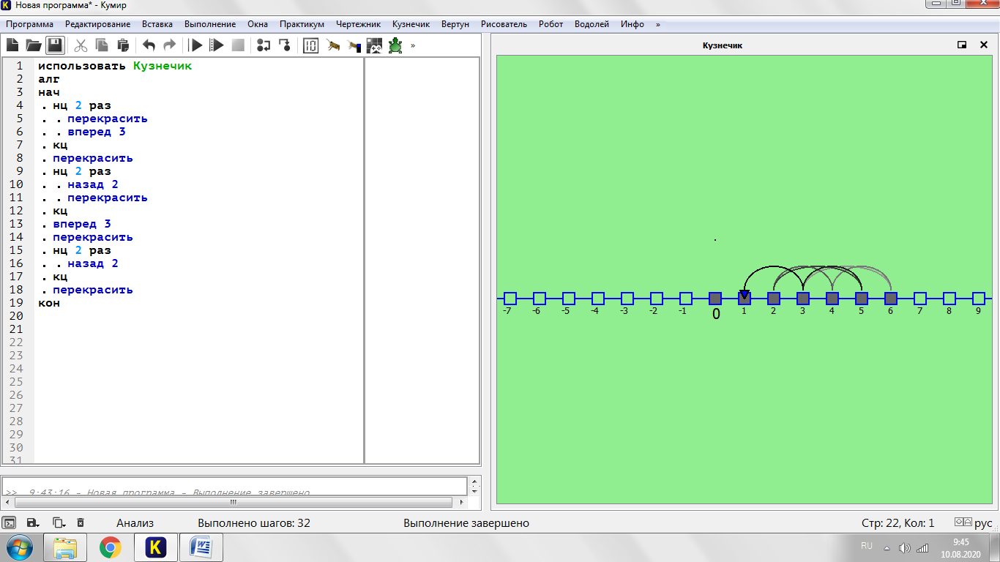 Новая программа* - Кумир
Программа Редактирование Вставка Выполнение Окна Практикум Чертежник Кузнечик Вертун Рисователь Робот Водолей Инфо »
»
Кузнечик
1 использовать Кузнечик
2 алг
3 нач
4 . нц 2 раз
5 . . перекрасить
6 . . вперед 3
7 . кц
8 . перекрасить
9 . нц 2 раз
10 . . назад 2
11 . . перекрасить
12 . кц
13 . вперед 3
14 . перекрасить
15 . нц 2 раз
16 . . назад 2
17 . кц
18 . перекрасить
19 кон
20
21
22
23
24
25
26
27
28
29
30
31
-7 -6 -5 -4 -3 -2 -1 0 1 2 3 4 5 6 7 8 9
>> 9:43:16 - Новая программа - Выполнение завершено
Анализ Выполнено шагов: 32 Выполнение завершено Стр: 22, Кол: 1 рус
RU 9:45
10.08.2020